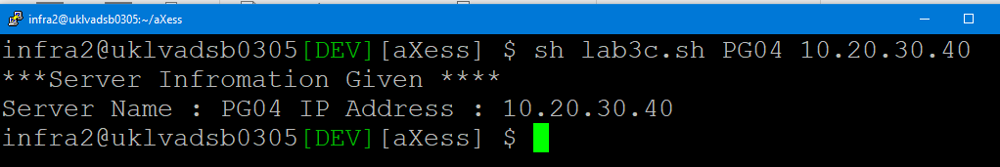 infra2@uklvadsb0305:~/aXess
infra2@uklvadsb0305[DEV][aXess] $ sh lab3c.sh PG04 10.20.30.40
***Server Infromation Given ****
Server Name : PG04 IP Address : 10.20.30.40
infra2@uklvadsb0305[DEV][aXess] $